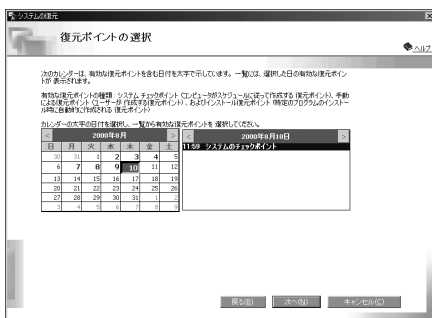 システムの復元
復元ポイントの選択
ヘルプ
次のカレンダーは、有効な復元ポイントを含む日付を太字で示しています。一覧には、選択した日の有効な復元ポイン
トが 表示されます。
有効な復元ポイントの種類 : システム チェックポイント (コンピュータがスケジュールに従って作成する 復元ポイント)、手動
による復元ポイント (ユーザーが 作成する復元ポイント)、およびインストール復元ポイント (特定のプログラムのインストー
ル時に自動的に作成される 復元ポイント)
カレンダーの太字の日付を選択し、一覧から有効な復元ポイントを 選択してください。
< 2000年8月 >
日 月 火 水 木 金 土
30 31 1 2 3 4 5
6 7 8 9 10 11 12
13 14 15 16 17 18 19
20 21 22 23 24 25 26
27 28 29 30 31 1 2
3 4 5 6 7 8 9
< 2000年8月10日 >
11:59 システムのチェックポイント
戻る(B) 次へ(N) キャンセル(C)